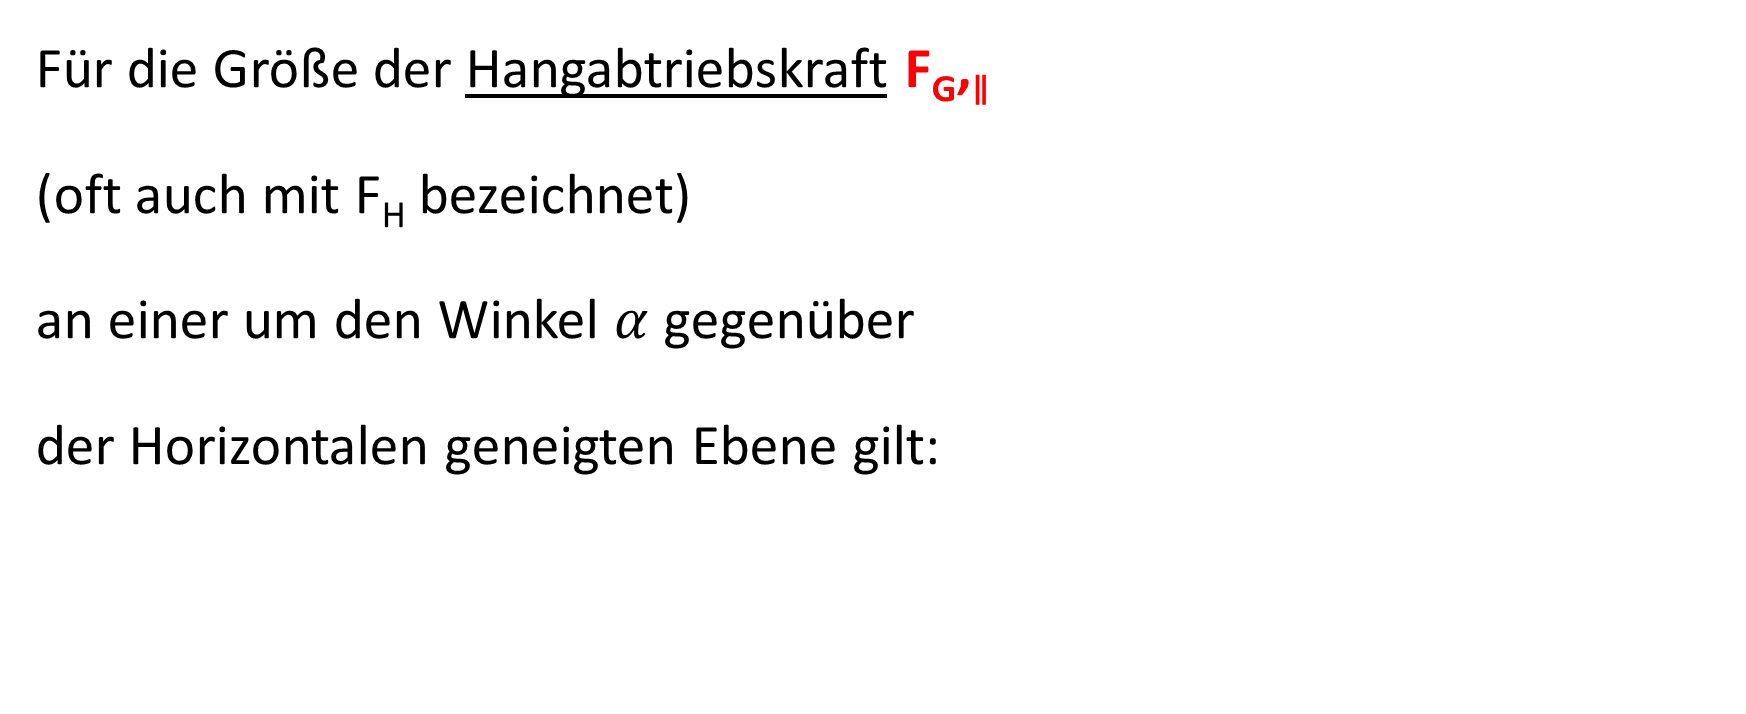 Für die Größe der Hangabtriebskraft F_G,∥
(oft auch mit F_H bezeichnet)
an einer um den Winkel α gegenüber
der Horizontalen geneigten Ebene gilt: